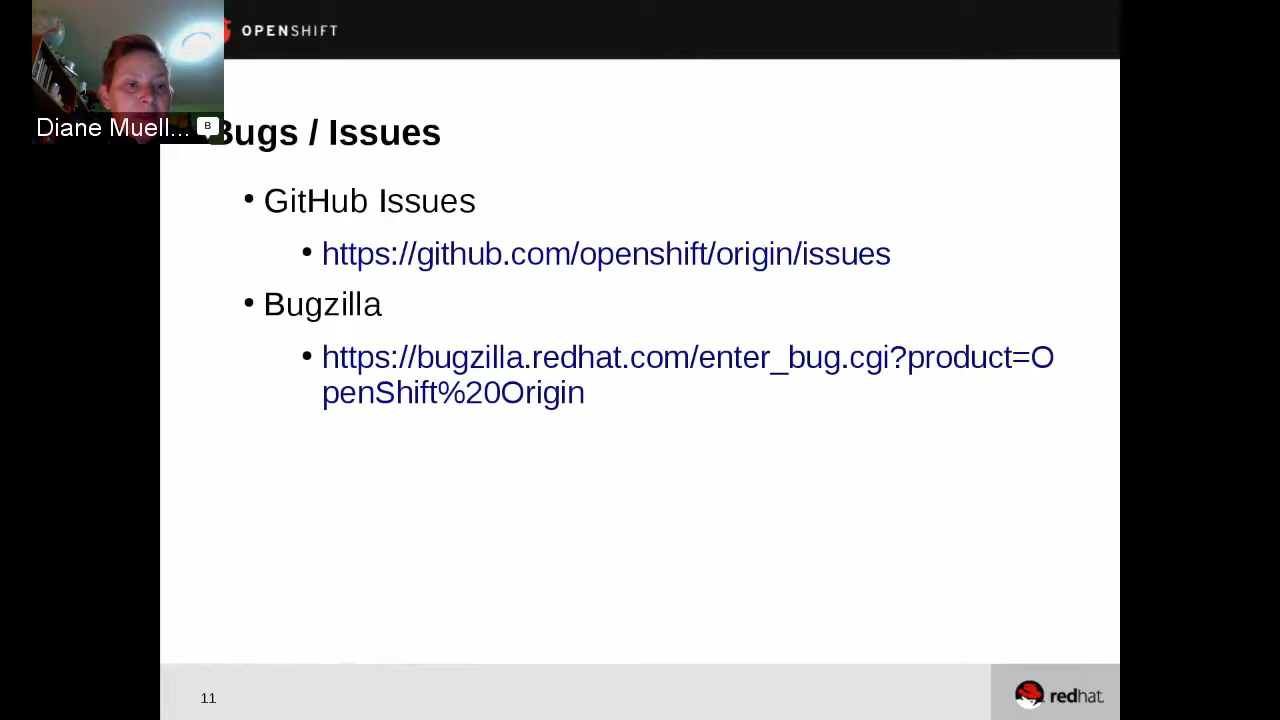 OPENSHIFT
Diane Muell...
B
Bugs / Issues
• GitHub Issues
• https://github.com/openshift/origin/issues
• Bugzilla
• https://bugzilla.redhat.com/enter_bug.cgi?product=O
penShift%20Origin
11
redhat.